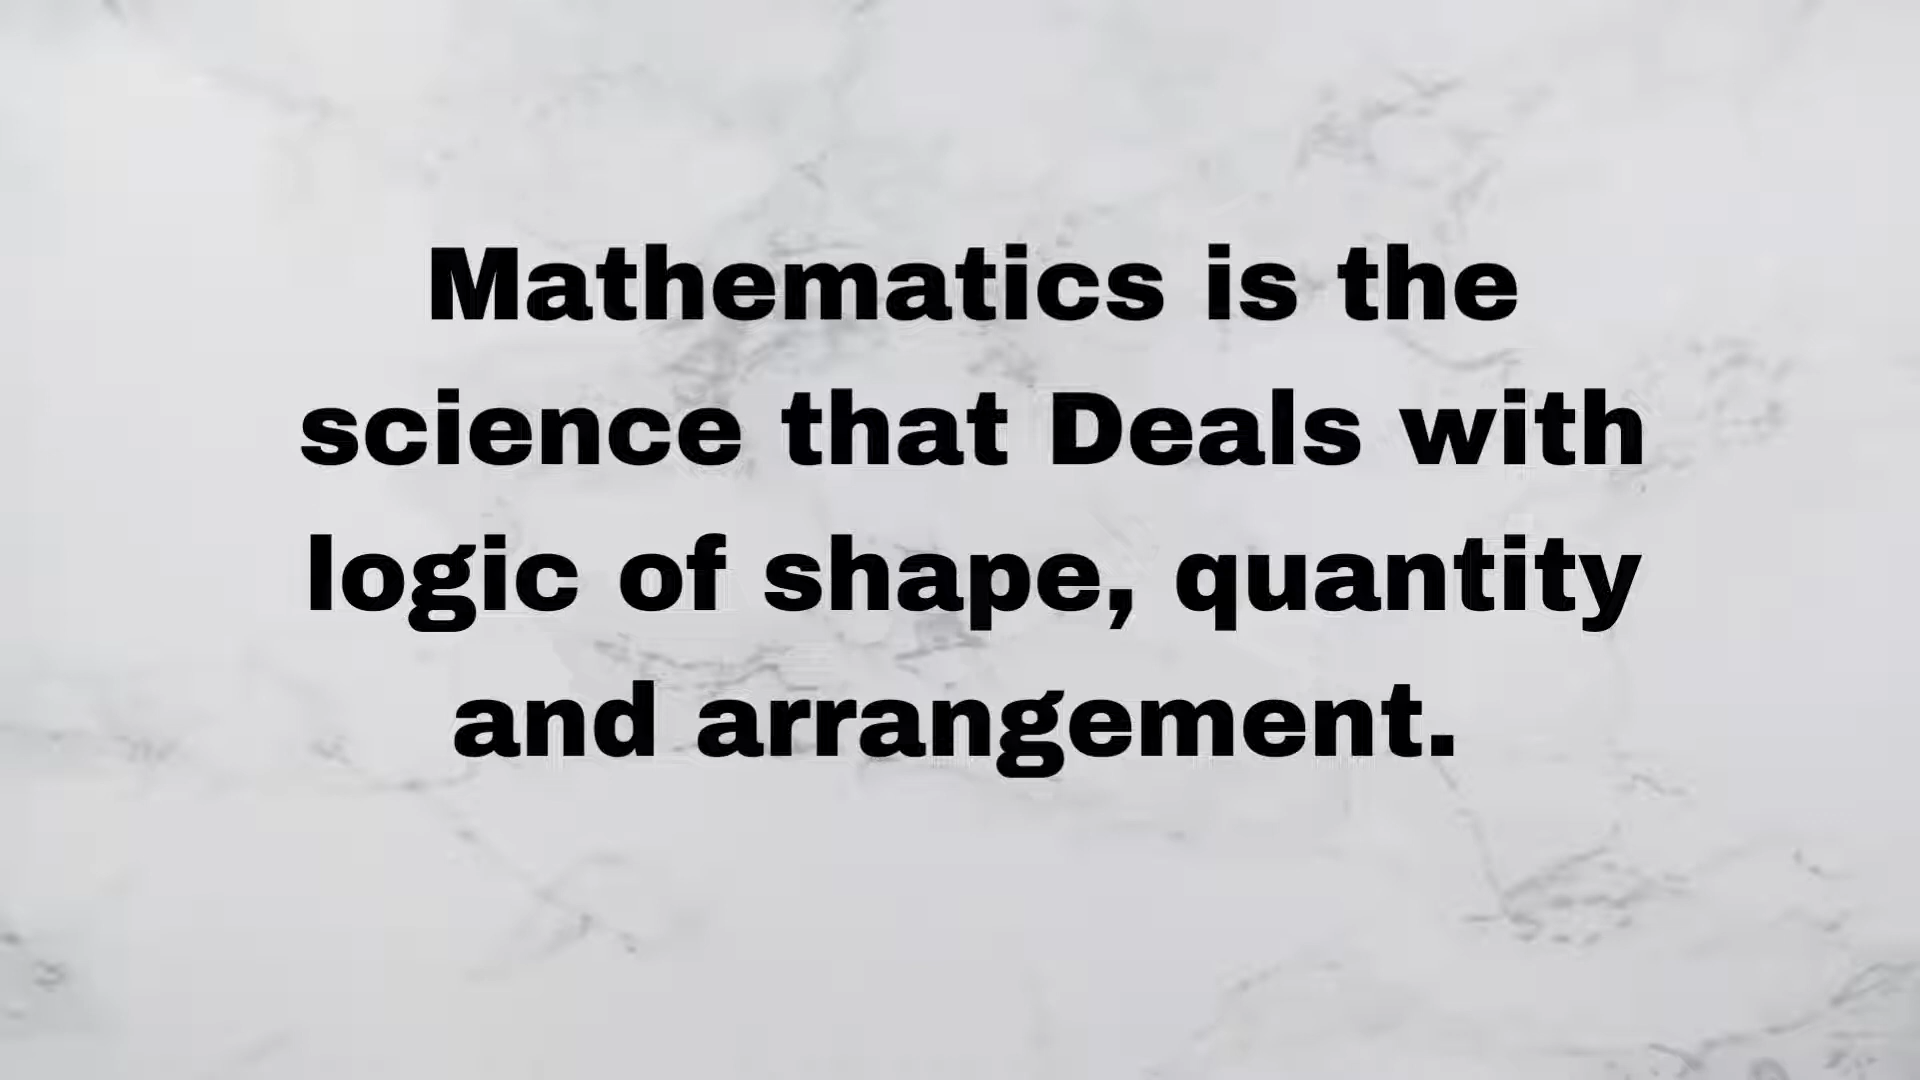 Mathematics is the
science that Deals with
logic of shape, quantity
and arrangement.